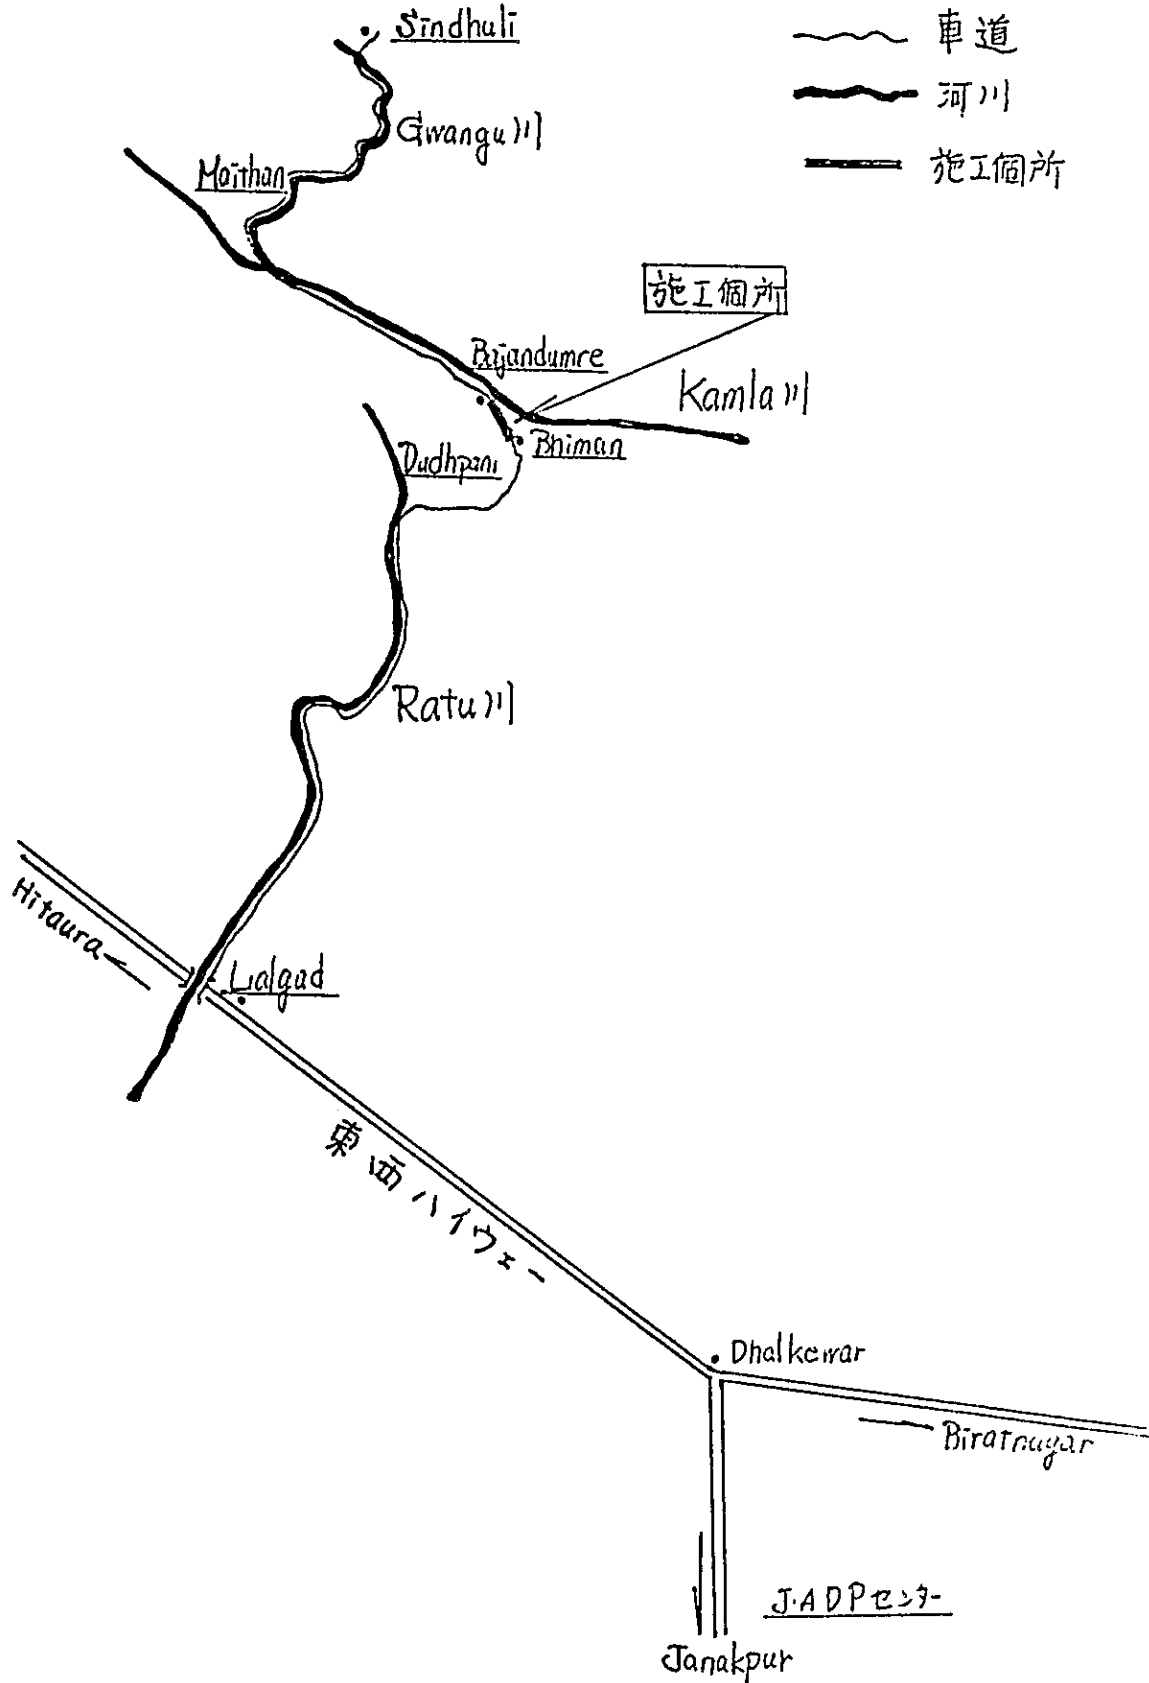 Sindhuli
車道
河川
Gwangu川
施工個所
Maithan
施工個所
Bajandumre
Kamla川
Bhiman
Dudhpani
Ratu川
Hitaura
Lalgad
東西ハイウェー
Dhalkewar
Biratnagar
J.ADPセンター
Janakpur